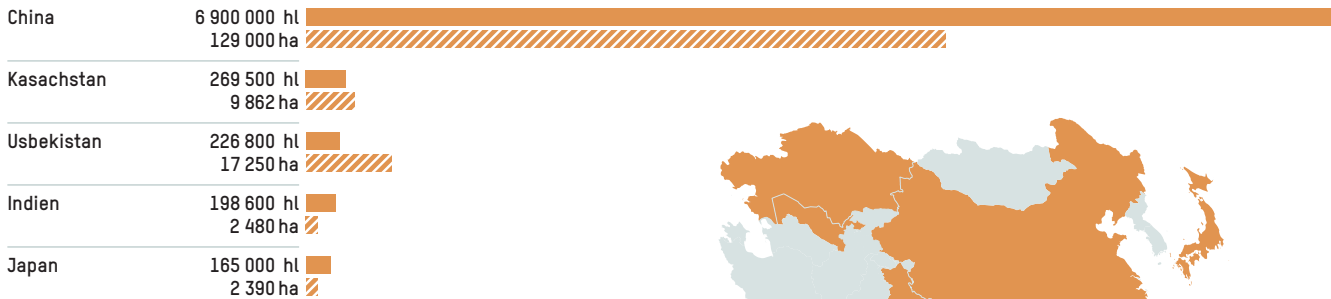 China 6 900 000 hl
129 000 ha
Kasachstan 269 500 hl
9 862 ha
Usbekistan 226 800 hl
17 250 ha
Indien 198 600 hl
2 480 ha
Japan 165 000 hl
2 390 ha